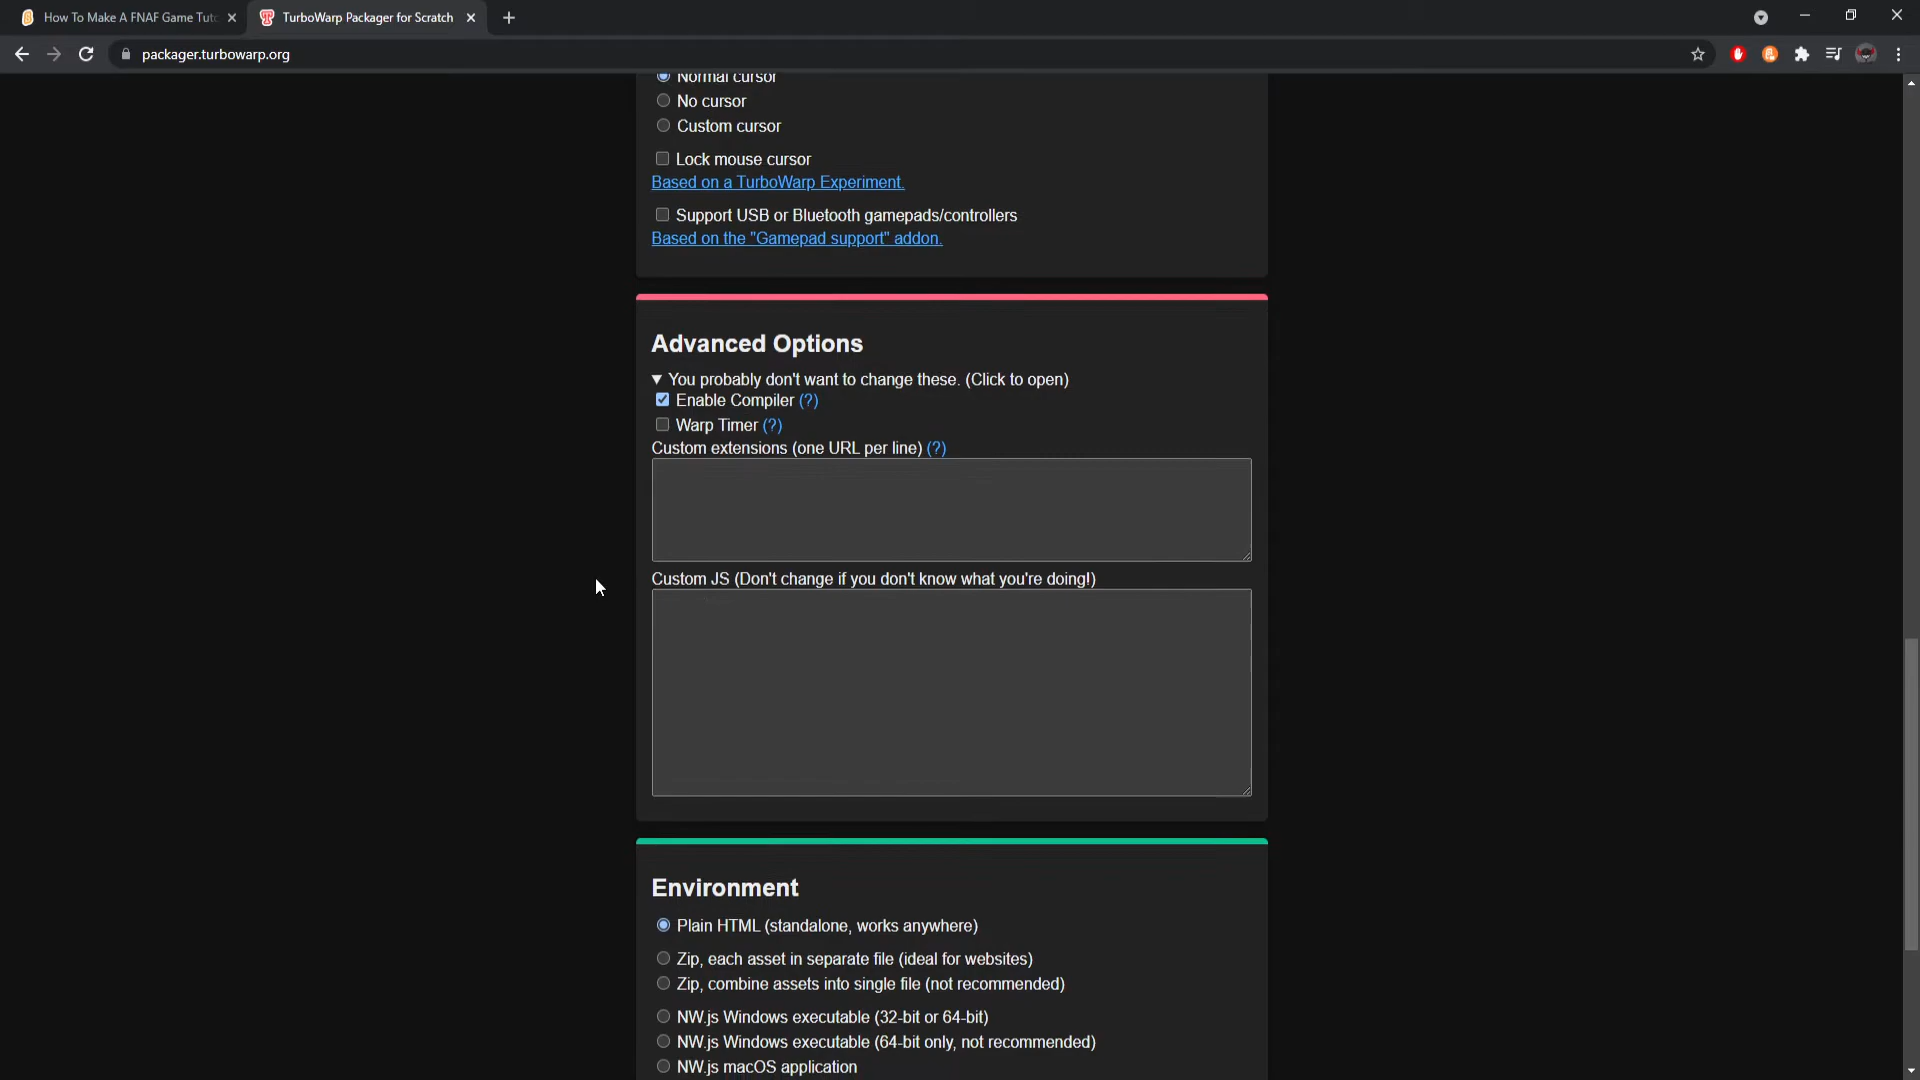 How To Make A FNAF Game Tuto
TurboWarp Packager for Scratch
packager.turbowarp.org
Normal cursor
No cursor
Custom cursor
Lock mouse cursor
Based on a TurboWarp Experiment.
Support USB or Bluetooth gamepads/controllers
Based on the "Gamepad support" addon.
Advanced Options
▼ You probably don't want to change these. (Click to open)
Enable Compiler (?)
Warp Timer (?)
Custom extensions (one URL per line) (?)
Custom JS (Don't change if you don't know what you're doing!)
Environment
Plain HTML (standalone, works anywhere)
Zip, each asset in separate file (ideal for websites)
Zip, combine assets into single file (not recommended)
NW.js Windows executable (32-bit or 64-bit)
NW.js Windows executable (64-bit only, not recommended)
NW.js macOS application